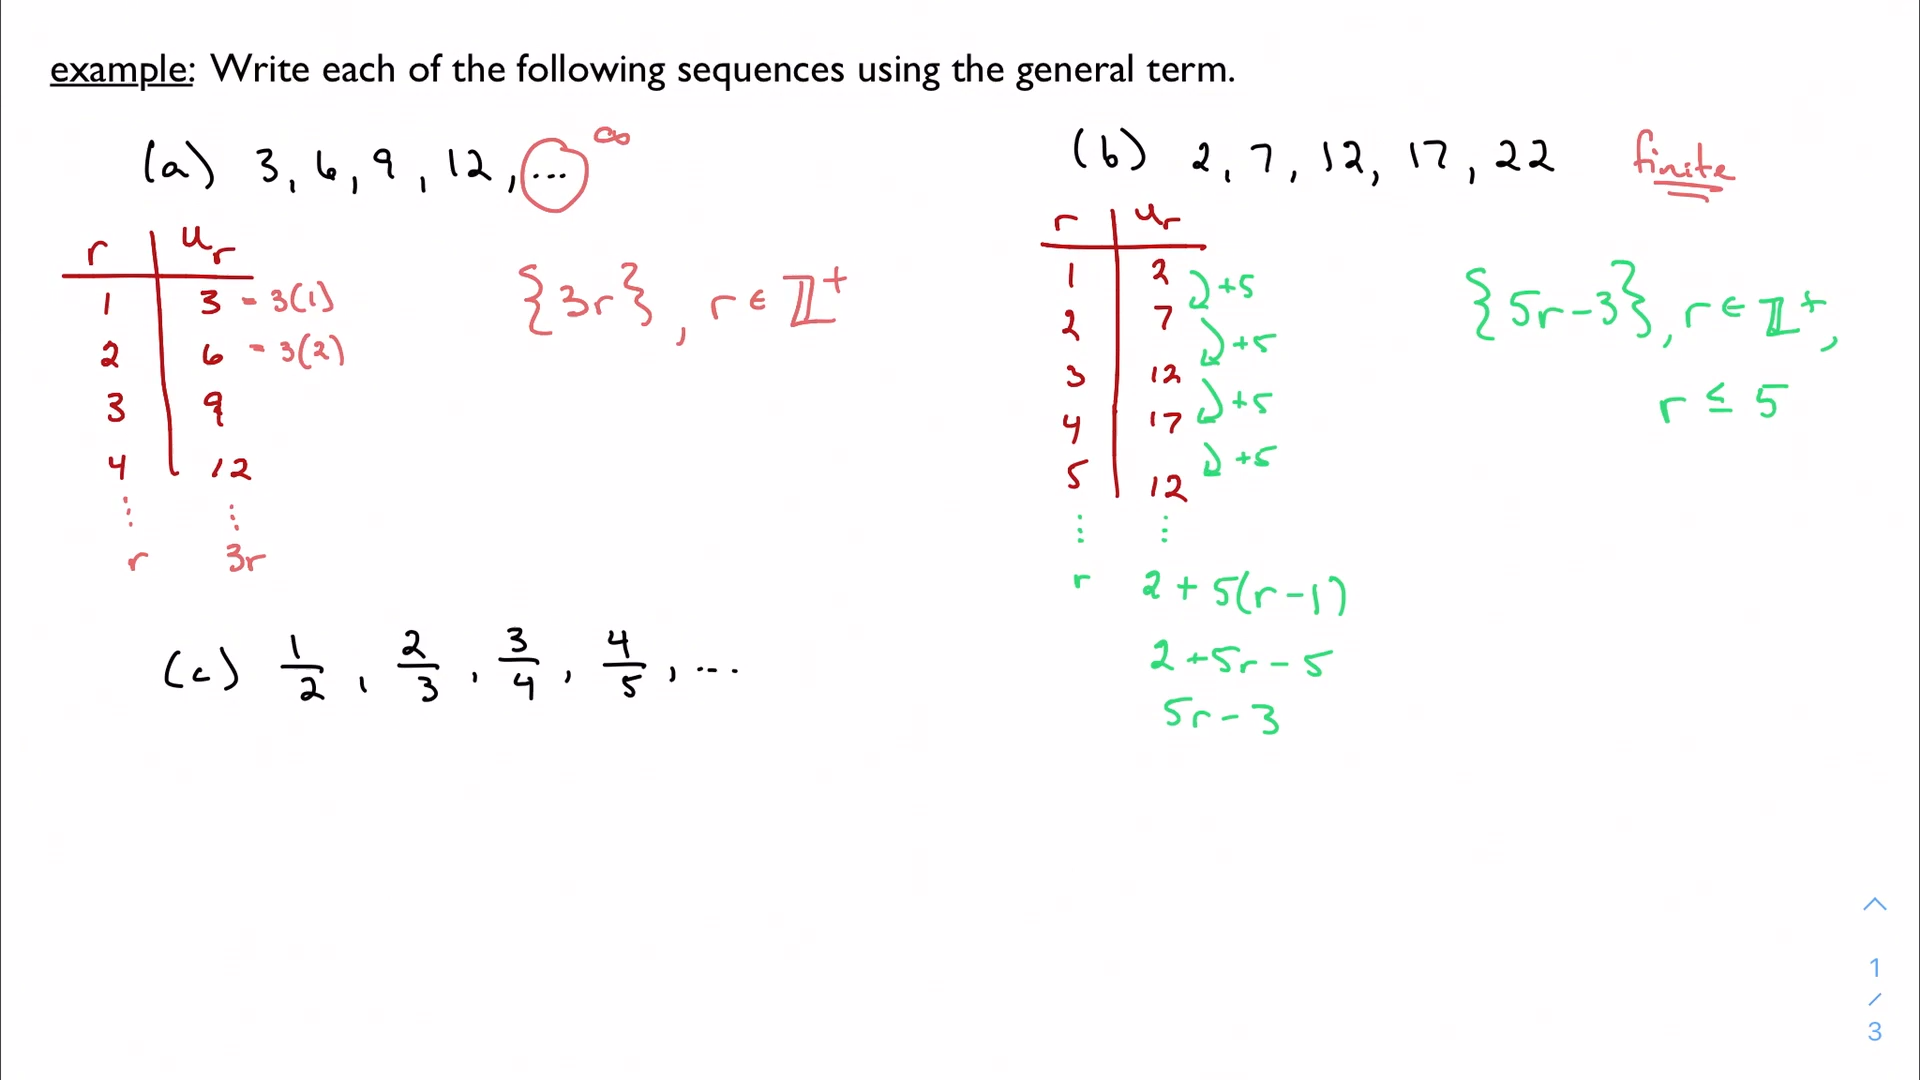 example: Write each of the following sequences using the general term.
(a) 3, 6, 9, 12, ... ∞
r | u_r
1 | 3 = 3(1)
2 | 6 = 3(2)
3 | 9
4 | 12
⋮ ⋮
r 3r
{3r}, r ∈ ℤ⁺
(b) 2, 7, 12, 17, 22 finite
r | u_r
1 | 2
+5
2 | 7
+5
3 | 12
+5
4 | 17
+5
5 | 12
⋮ ⋮
r 2 + 5(r − 1)
2 + 5r − 5
5r − 3
{5r − 3}, r ∈ ℤ⁺,
r ≤ 5
(c) 1/2, 2/3, 3/4, 4/5, ...
1
/
3